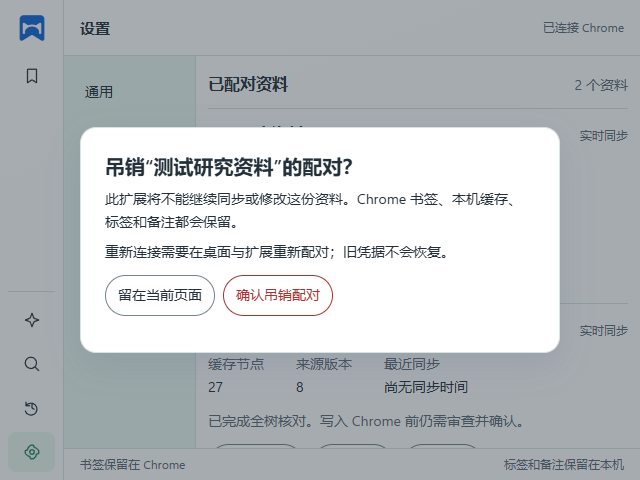 设置
已连接 Chrome
通用
已配对资料
2 个资料
实时同步
吊销“测试研究资料”的配对？
此扩展将不能继续同步或修改这份资料。Chrome 书签、本机缓存、
标签和备注都会保留。
重新连接需要在桌面与扩展重新配对；旧凭据不会恢复。
留在当前页面
确认吊销配对
实时同步
缓存节点
来源版本
最近同步
27
8
尚无同步时间
已完成全树核对。写入 Chrome 前仍需审查并确认。
书签保留在 Chrome
标签和备注保留在本机